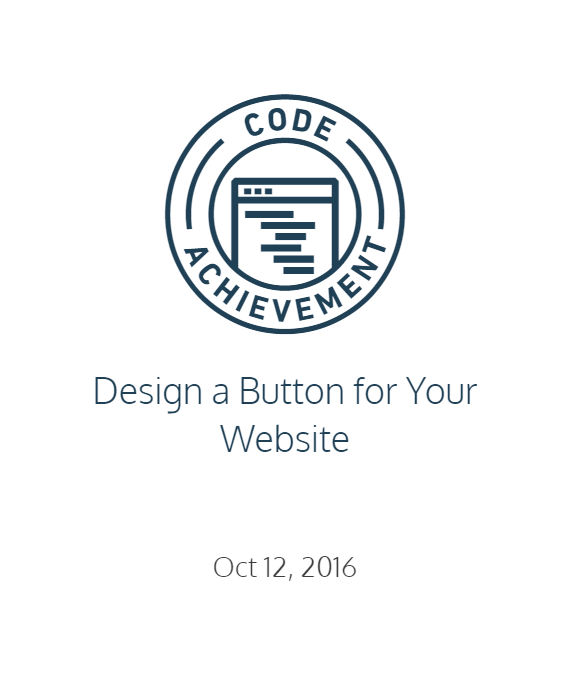 CODE
ACHIEVEMENT
Design a Button for Your
Website
Oct 12, 2016